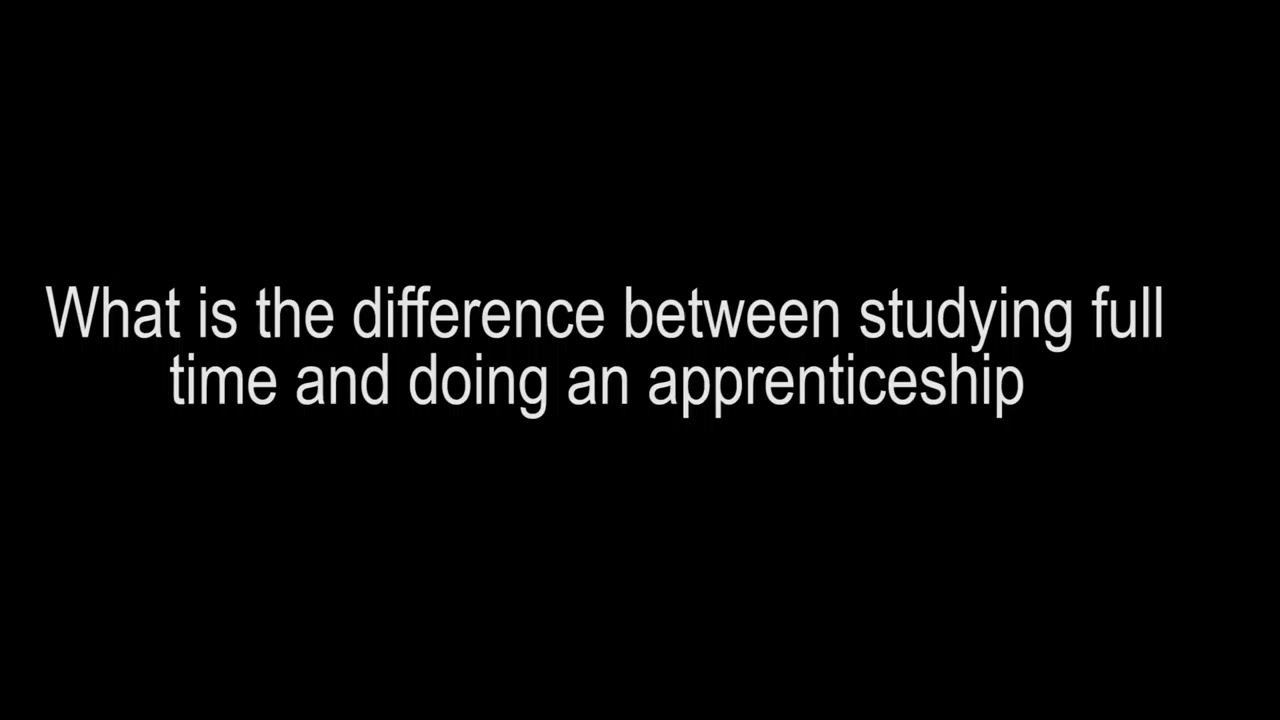 What is the difference between studying full
time and doing an apprenticeship